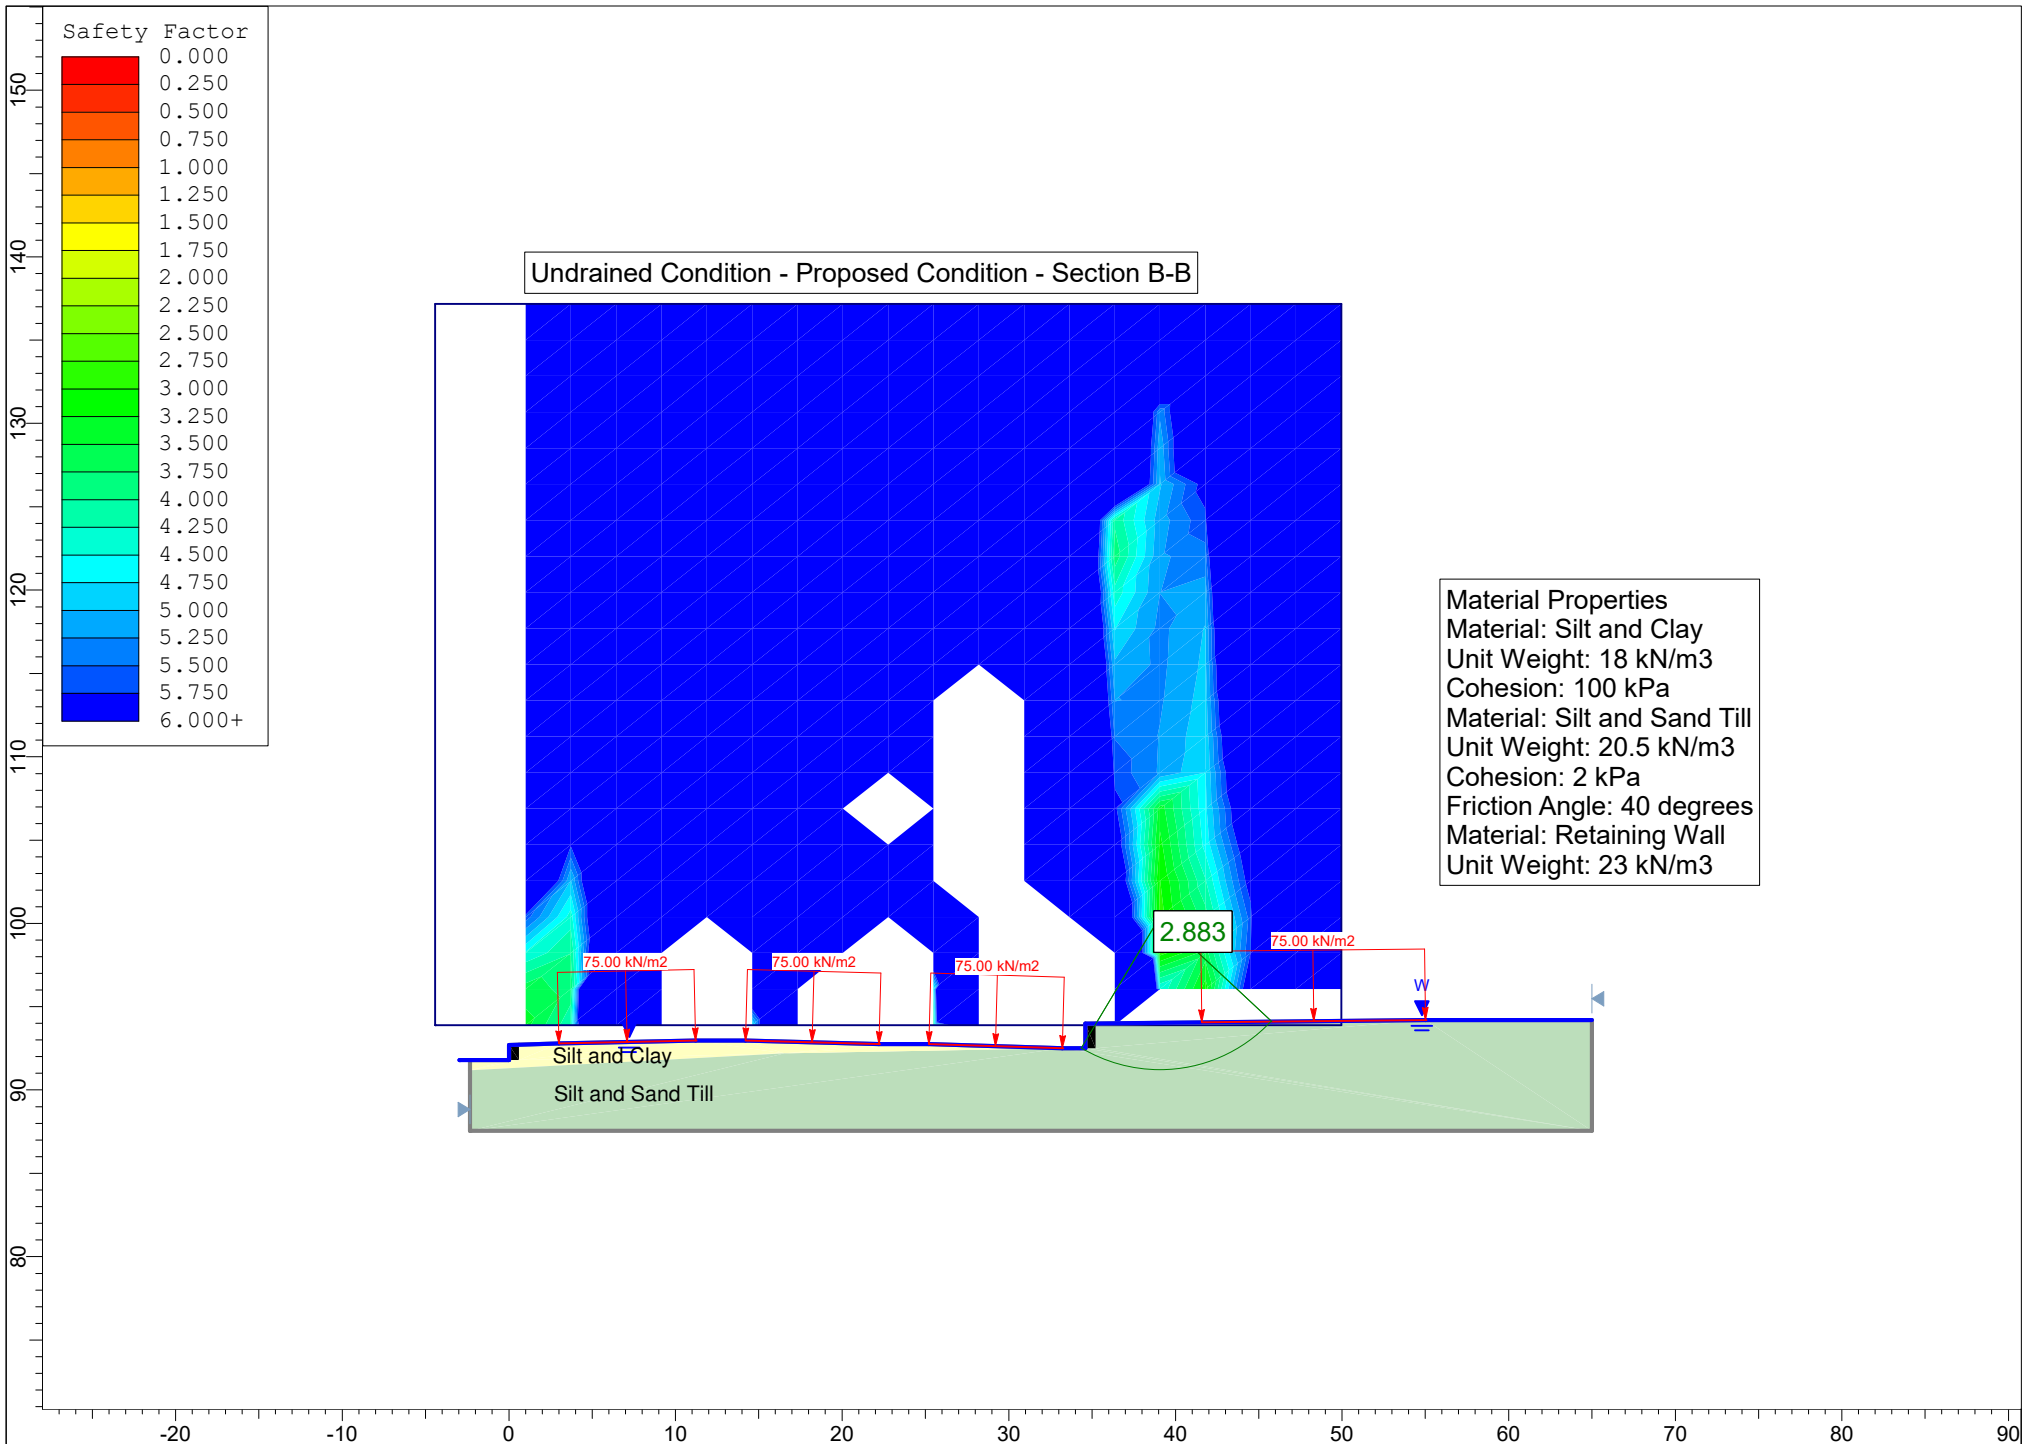 Safety Factor
0.000
0.250
0.500
0.750
1.000
1.250
1.500
1.750
2.000
2.250
2.500
2.750
3.000
3.250
3.500
3.750
4.000
4.250
4.500
4.750
5.000
5.250
5.500
5.750
6.000+
150
140
130
120
110
100
90
80
Undrained Condition - Proposed Condition - Section B-B
Material Properties
Material: Silt and Clay
Unit Weight: 18 kN/m3
Cohesion: 100 kPa
Material: Silt and Sand Till
Unit Weight: 20.5 kN/m3
Cohesion: 2 kPa
Friction Angle: 40 degrees
Material: Retaining Wall
Unit Weight: 23 kN/m3
2.883
75.00 kN/m2
75.00 kN/m2
75.00 kN/m2
75.00 kN/m2
W
Silt and Clay
Silt and Sand Till
-20
-10
0
10
20
30
40
50
60
70
80
90